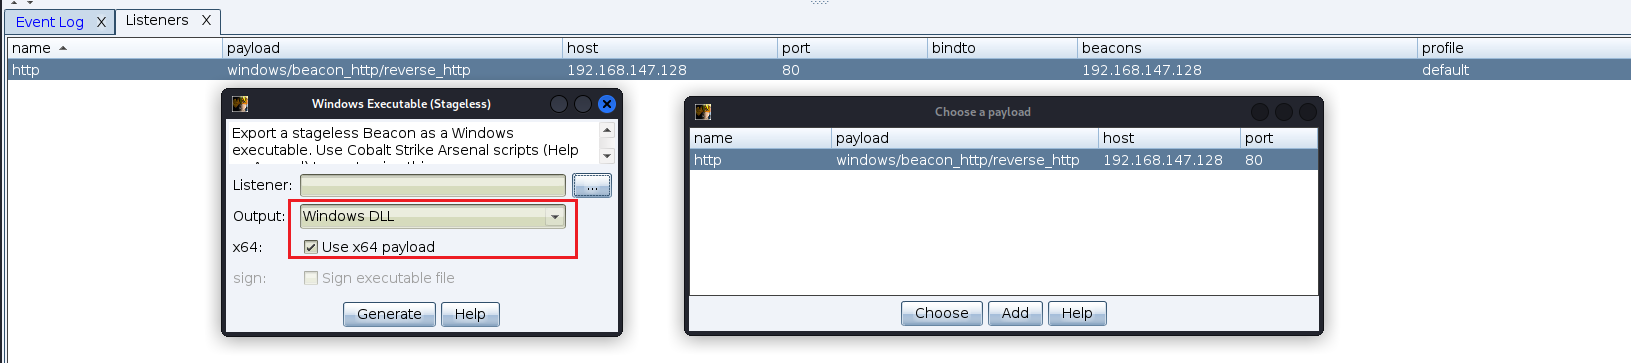 Event Log X Listeners X
name payload host port bindto beacons profile
http windows/beacon_http/reverse_http 192.168.147.128 80 192.168.147.128 default
Windows Executable (Stageless)
Export a stageless Beacon as a Windows
executable. Use Cobalt Strike Arsenal scripts (Help
Listener: ...
Output: Windows DLL
x64: Use x64 payload
sign: Sign executable file
Generate Help
Choose a payload
name payload host port
http windows/beacon_http/reverse_http 192.168.147.128 80
Choose Add Help